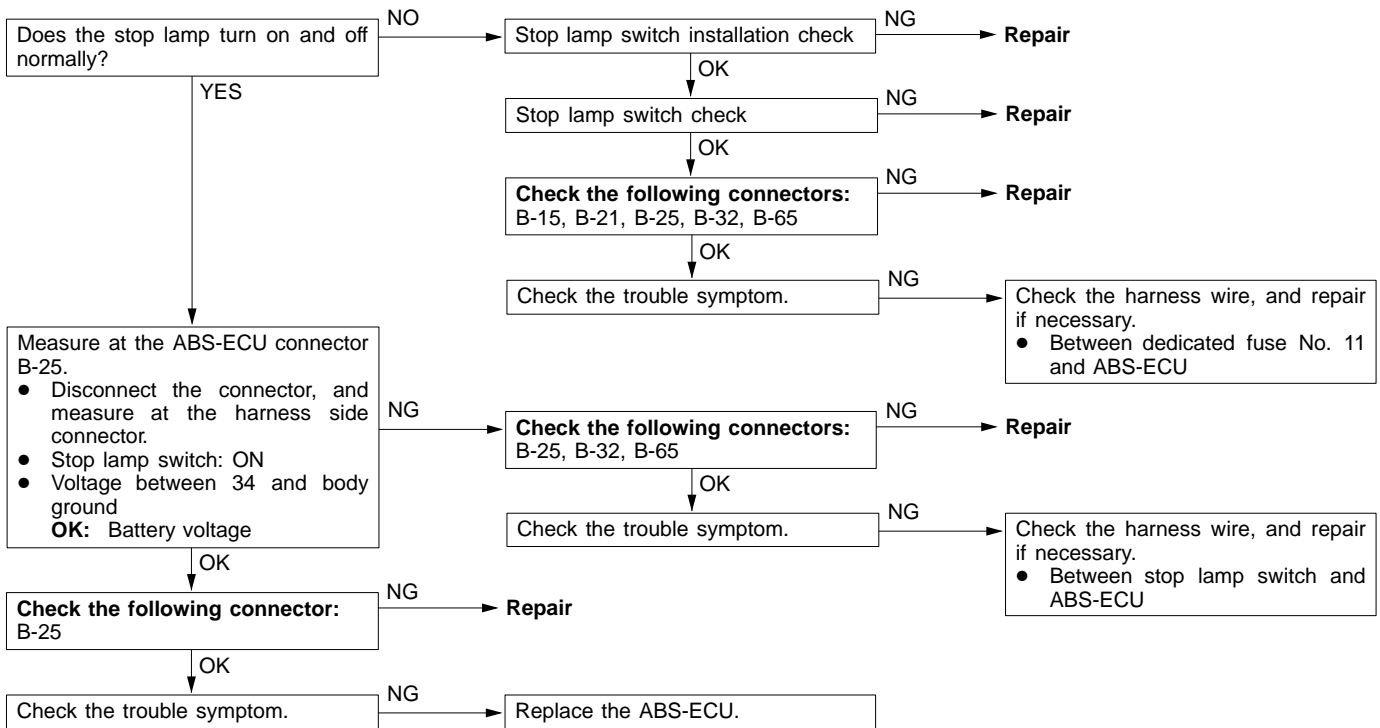 Does the stop lamp turn on and off
normally?
NO
Stop lamp switch installation check
NG
Repair
OK
YES
Stop lamp switch check
NG
Repair
OK
Check the following connectors:
B-15, B-21, B-25, B-32, B-65
NG
Repair
OK
Check the trouble symptom.
NG
Check the harness wire, and repair
if necessary.
● Between dedicated fuse No. 11
and ABS-ECU
Measure at the ABS-ECU connector
B-25.
● Disconnect the connector, and
measure at the harness side
connector.
● Stop lamp switch: ON
● Voltage between 34 and body
ground
OK: Battery voltage
NG
Check the following connectors:
B-25, B-32, B-65
NG
Repair
OK
Check the trouble symptom.
NG
Check the harness wire, and repair
if necessary.
● Between stop lamp switch and
ABS-ECU
OK
Check the following connector:
B-25
NG
Repair
OK
Check the trouble symptom.
NG
Replace the ABS-ECU.